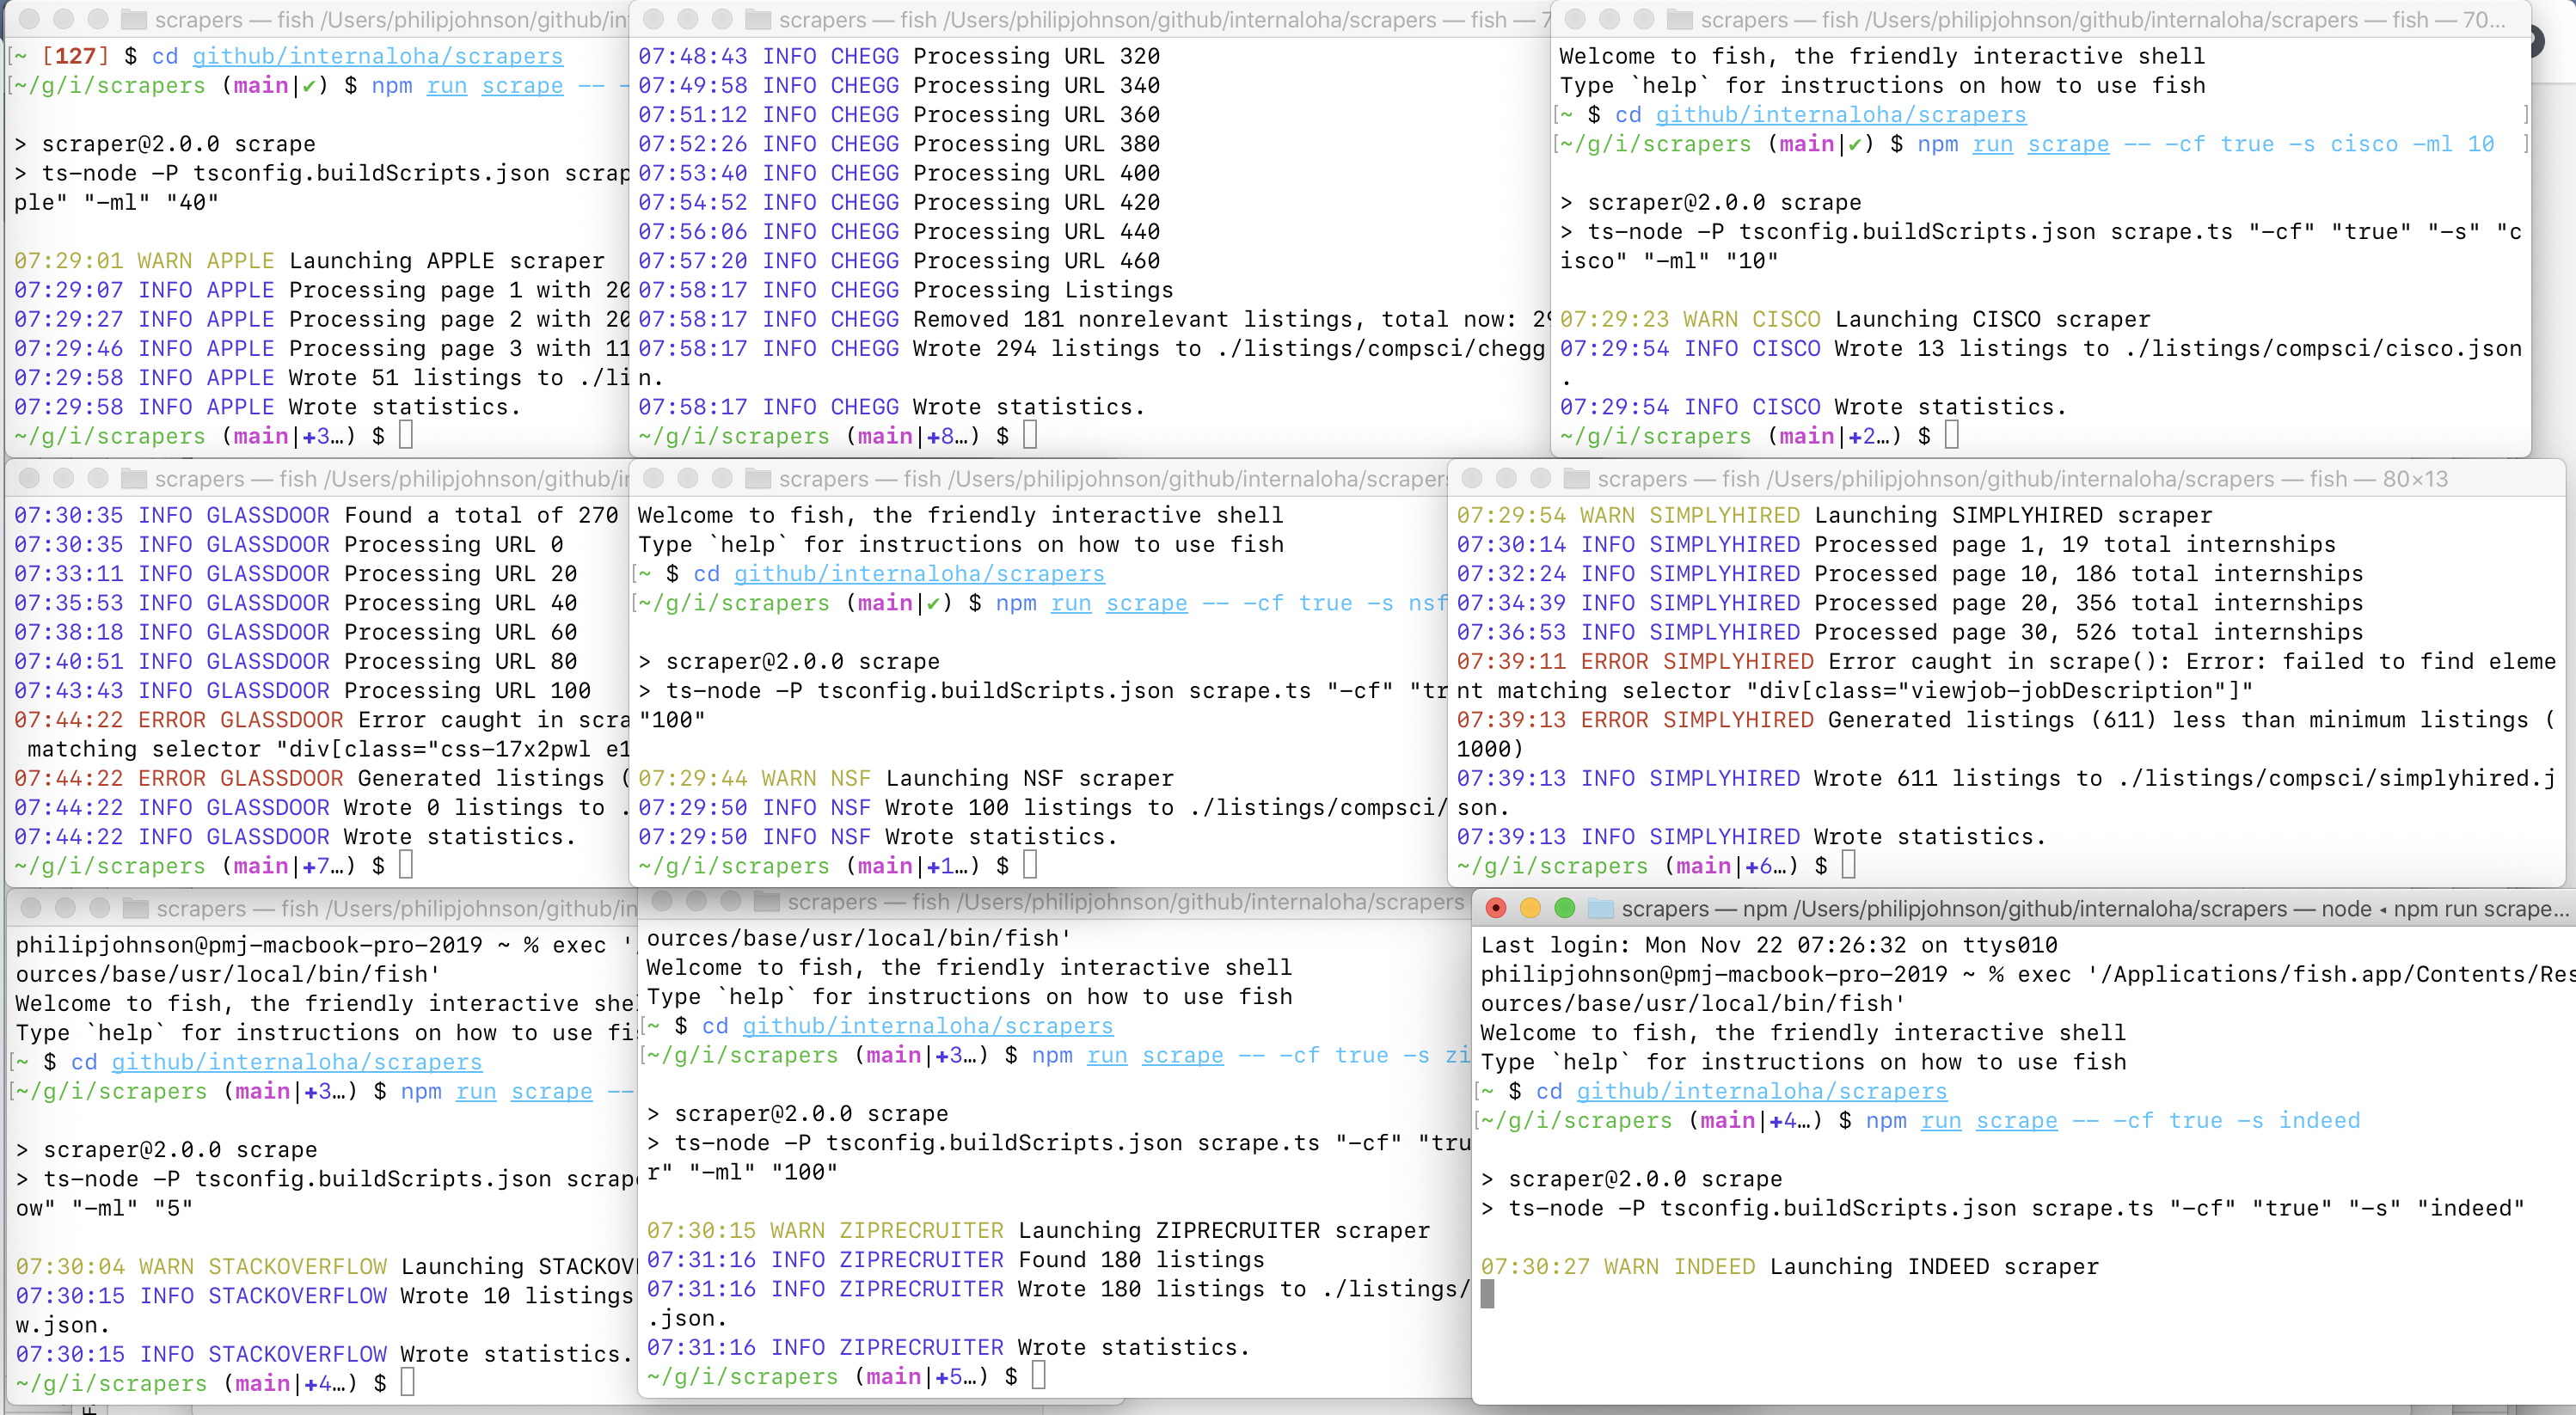 scrapers — fish /Users/philipjohnson/github/in
[~ [127] $ cd github/internaloha/scrapers
[~/g/i/scrapers (main|✔) $ npm run scrape -- -
> scraper@2.0.0 scrape
> ts-node -P tsconfig.buildScripts.json scrap
ple" "-ml" "40"
07:29:01 WARN APPLE Launching APPLE scraper
07:29:07 INFO APPLE Processing page 1 with 20
07:29:27 INFO APPLE Processing page 2 with 20
07:29:46 INFO APPLE Processing page 3 with 11
07:29:58 INFO APPLE Wrote 51 listings to ./li
07:29:58 INFO APPLE Wrote statistics.
~/g/i/scrapers (main|+3…) $
scrapers — fish /Users/philipjohnson/github/internaloha/scrapers — fish — 7
07:48:43 INFO CHEGG Processing URL 320
07:49:58 INFO CHEGG Processing URL 340
07:51:12 INFO CHEGG Processing URL 360
07:52:26 INFO CHEGG Processing URL 380
07:53:40 INFO CHEGG Processing URL 400
07:54:52 INFO CHEGG Processing URL 420
07:56:06 INFO CHEGG Processing URL 440
07:57:20 INFO CHEGG Processing URL 460
07:58:17 INFO CHEGG Processing Listings
07:58:17 INFO CHEGG Removed 181 nonrelevant listings, total now: 29
07:58:17 INFO CHEGG Wrote 294 listings to ./listings/compsci/chegg
n.
07:58:17 INFO CHEGG Wrote statistics.
~/g/i/scrapers (main|+8…) $
scrapers — fish /Users/philipjohnson/github/internaloha/scrapers — fish — 70...
Welcome to fish, the friendly interactive shell
Type `help` for instructions on how to use fish
[~ $ cd github/internaloha/scrapers ]
[~/g/i/scrapers (main|✔) $ npm run scrape -- -cf true -s cisco -ml 10 ]
> scraper@2.0.0 scrape
> ts-node -P tsconfig.buildScripts.json scrape.ts "-cf" "true" "-s" "c
isco" "-ml" "10"
07:29:23 WARN CISCO Launching CISCO scraper
07:29:54 INFO CISCO Wrote 13 listings to ./listings/compsci/cisco.json
.
07:29:54 INFO CISCO Wrote statistics.
~/g/i/scrapers (main|+2…) $
scrapers — fish /Users/philipjohnson/github/ir
07:30:35 INFO GLASSDOOR Found a total of 270
07:30:35 INFO GLASSDOOR Processing URL 0
07:33:11 INFO GLASSDOOR Processing URL 20
07:35:53 INFO GLASSDOOR Processing URL 40
07:38:18 INFO GLASSDOOR Processing URL 60
07:40:51 INFO GLASSDOOR Processing URL 80
07:43:43 INFO GLASSDOOR Processing URL 100
07:44:22 ERROR GLASSDOOR Error caught in scra
matching selector "div[class="css-17x2pwl e1
07:44:22 ERROR GLASSDOOR Generated listings (
07:44:22 INFO GLASSDOOR Wrote 0 listings to .
07:44:22 INFO GLASSDOOR Wrote statistics.
~/g/i/scrapers (main|+7…) $
scrapers — fish /Users/philipjohnson/github/internaloha/scrapers
Welcome to fish, the friendly interactive shell
Type `help` for instructions on how to use fish
[~ $ cd github/internaloha/scrapers
[~/g/i/scrapers (main|✔) $ npm run scrape -- -cf true -s nsf
> scraper@2.0.0 scrape
> ts-node -P tsconfig.buildScripts.json scrape.ts "-cf" "tr
"100"
07:29:44 WARN NSF Launching NSF scraper
07:29:50 INFO NSF Wrote 100 listings to ./listings/compsci/
07:29:50 INFO NSF Wrote statistics.
~/g/i/scrapers (main|+1…) $
scrapers — fish /Users/philipjohnson/github/internaloha/scrapers — fish — 80×13
07:29:54 WARN SIMPLYHIRED Launching SIMPLYHIRED scraper
07:30:14 INFO SIMPLYHIRED Processed page 1, 19 total internships
07:32:24 INFO SIMPLYHIRED Processed page 10, 186 total internships
07:34:39 INFO SIMPLYHIRED Processed page 20, 356 total internships
07:36:53 INFO SIMPLYHIRED Processed page 30, 526 total internships
07:39:11 ERROR SIMPLYHIRED Error caught in scrape(): Error: failed to find eleme
nt matching selector "div[class="viewjob-jobDescription"]"
07:39:13 ERROR SIMPLYHIRED Generated listings (611) less than minimum listings (
1000)
07:39:13 INFO SIMPLYHIRED Wrote 611 listings to ./listings/compsci/simplyhired.j
son.
07:39:13 INFO SIMPLYHIRED Wrote statistics.
~/g/i/scrapers (main|+6…) $
scrapers — fish /Users/philipjohnson/github/in
philipjohnson@pmj-macbook-pro-2019 ~ % exec '
ources/base/usr/local/bin/fish'
Welcome to fish, the friendly interactive she
Type `help` for instructions on how to use fi
[~ $ cd github/internaloha/scrapers
[~/g/i/scrapers (main|+3…) $ npm run scrape --
> scraper@2.0.0 scrape
> ts-node -P tsconfig.buildScripts.json scrap
ow" "-ml" "5"
07:30:04 WARN STACKOVERFLOW Launching STACKOV
07:30:15 INFO STACKOVERFLOW Wrote 10 listings
w.json.
07:30:15 INFO STACKOVERFLOW Wrote statistics.
~/g/i/scrapers (main|+4…) $
scrapers — fish /Users/philipjohnson/github/internaloha/scrapers
ources/base/usr/local/bin/fish'
Welcome to fish, the friendly interactive shell
Type `help` for instructions on how to use fish
[~ $ cd github/internaloha/scrapers
[~/g/i/scrapers (main|+3…) $ npm run scrape -- -cf true -s zi
> scraper@2.0.0 scrape
> ts-node -P tsconfig.buildScripts.json scrape.ts "-cf" "tru
r" "-ml" "100"
07:30:15 WARN ZIPRECRUITER Launching ZIPRECRUITER scraper
07:31:16 INFO ZIPRECRUITER Found 180 listings
07:31:16 INFO ZIPRECRUITER Wrote 180 listings to ./listings/
.json.
07:31:16 INFO ZIPRECRUITER Wrote statistics.
~/g/i/scrapers (main|+5…) $
scrapers — npm /Users/philipjohnson/github/internaloha/scrapers — node ◂ npm run scrape...
Last login: Mon Nov 22 07:26:32 on ttys010
philipjohnson@pmj-macbook-pro-2019 ~ % exec '/Applications/fish.app/Contents/Res
ources/base/usr/local/bin/fish'
Welcome to fish, the friendly interactive shell
Type `help` for instructions on how to use fish
[~ $ cd github/internaloha/scrapers
[~/g/i/scrapers (main|+4…) $ npm run scrape -- -cf true -s indeed
> scraper@2.0.0 scrape
> ts-node -P tsconfig.buildScripts.json scrape.ts "-cf" "true" "-s" "indeed"
07:30:27 WARN INDEED Launching INDEED scraper